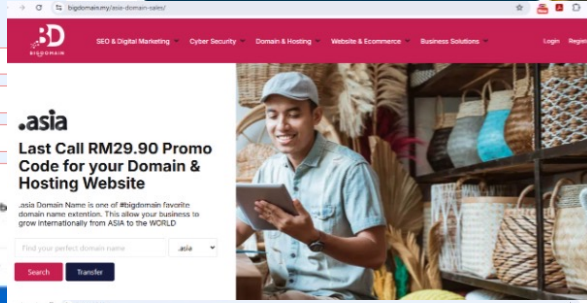 bigdomain.my/asia-domain-sales/
BD
BIGDOMAIN
SEO & Digital Marketing
Cyber Security
Domain & Hosting
Website & Ecommerce
Business Solutions
Login
.asia
Last Call RM29.90 Promo
Code for your Domain &
Hosting Website
.asia Domain Name is one of #bigdomain favorite
domain name extention. This allow your business to
grow internationally from ASIA to the WORLD
Find your perfect domain name
.asia
Search
Transfer